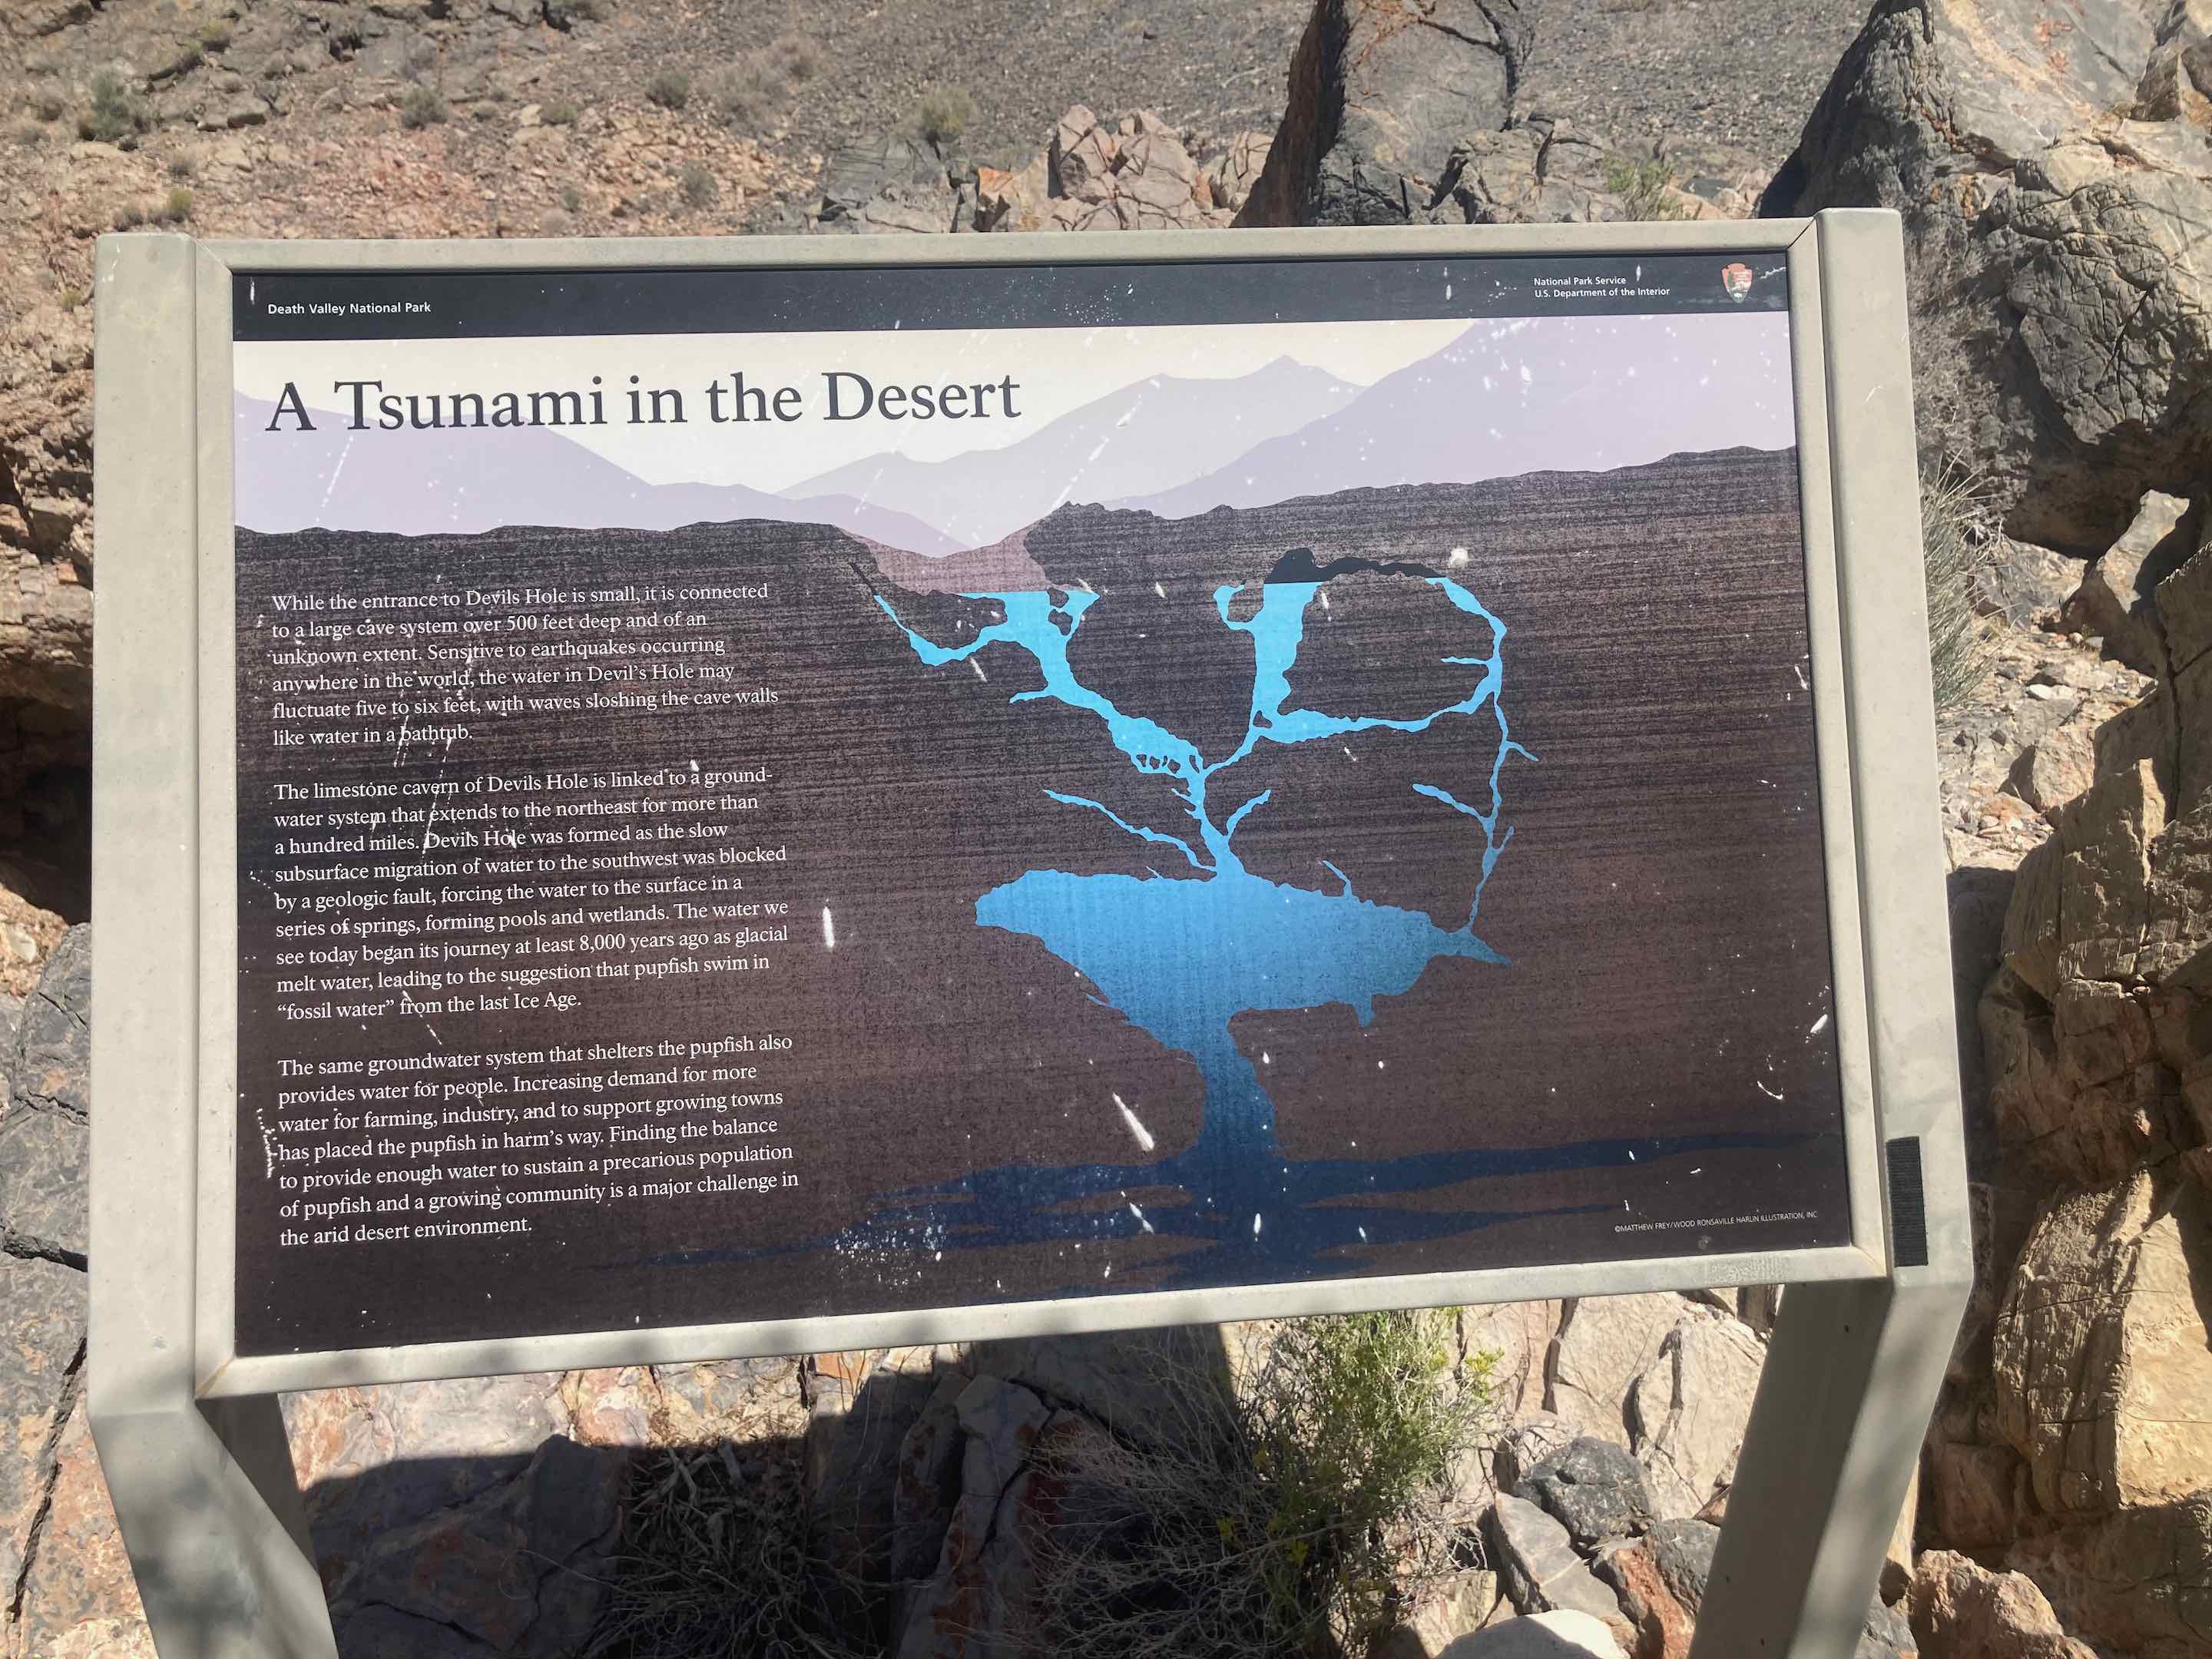 Death Valley National Park
National Park Service
U.S. Department of the Interior
A Tsunami in the Desert
While the entrance to Devils Hole is small, it is connected
to a large cave system over 500 feet deep and of an
unknown extent. Sensitive to earthquakes occurring
anywhere in the world, the water in Devil's Hole may
fluctuate five to six feet, with waves sloshing the cave walls
like water in a bathtub.
The limestone cavern of Devils Hole is linked to a ground-
water system that extends to the northeast for more than
a hundred miles. Devils Hole was formed as the slow
subsurface migration of water to the southwest was blocked
by a geologic fault, forcing the water to the surface in a
series of springs, forming pools and wetlands. The water we
see today began its journey at least 8,000 years ago as glacial
melt water, leading to the suggestion that pupfish swim in
“fossil water” from the last Ice Age.
The same groundwater system that shelters the pupfish also
provides water for people. Increasing demand for more
water for farming, industry, and to support growing towns
has placed the pupfish in harm's way. Finding the balance
to provide enough water to sustain a precarious population
of pupfish and a growing community is a major challenge in
the arid desert environment.
©MATTHEW FREY/WOOD RONSAVILLE HARLIN ILLUSTRATION, INC